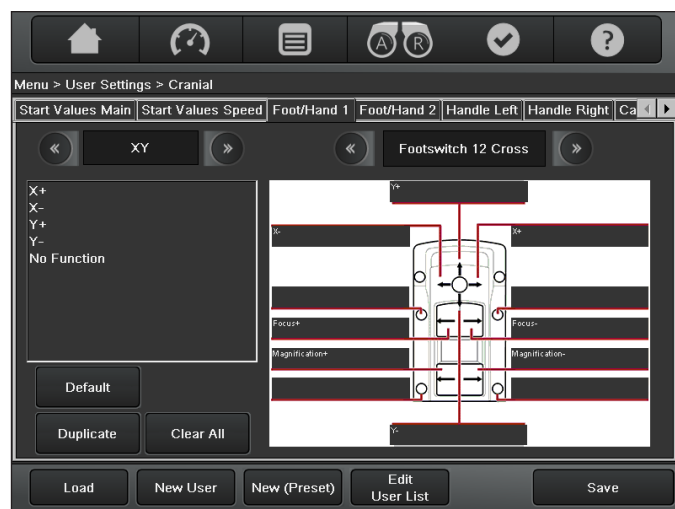 A R ?
Menu > User Settings > Cranial
Start Values Main Start Values Speed Foot/Hand 1 Foot/Hand 2 Handle Left Handle Right Ca
« XY » « Footswitch 12 Cross »
X+
X-
Y+
Y-
No Function
Y+
X- X+
Focus+ Focus-
Magnification+ Magnification-
Y-
Default
Duplicate Clear All
Load New User New (Preset) Edit User List Save